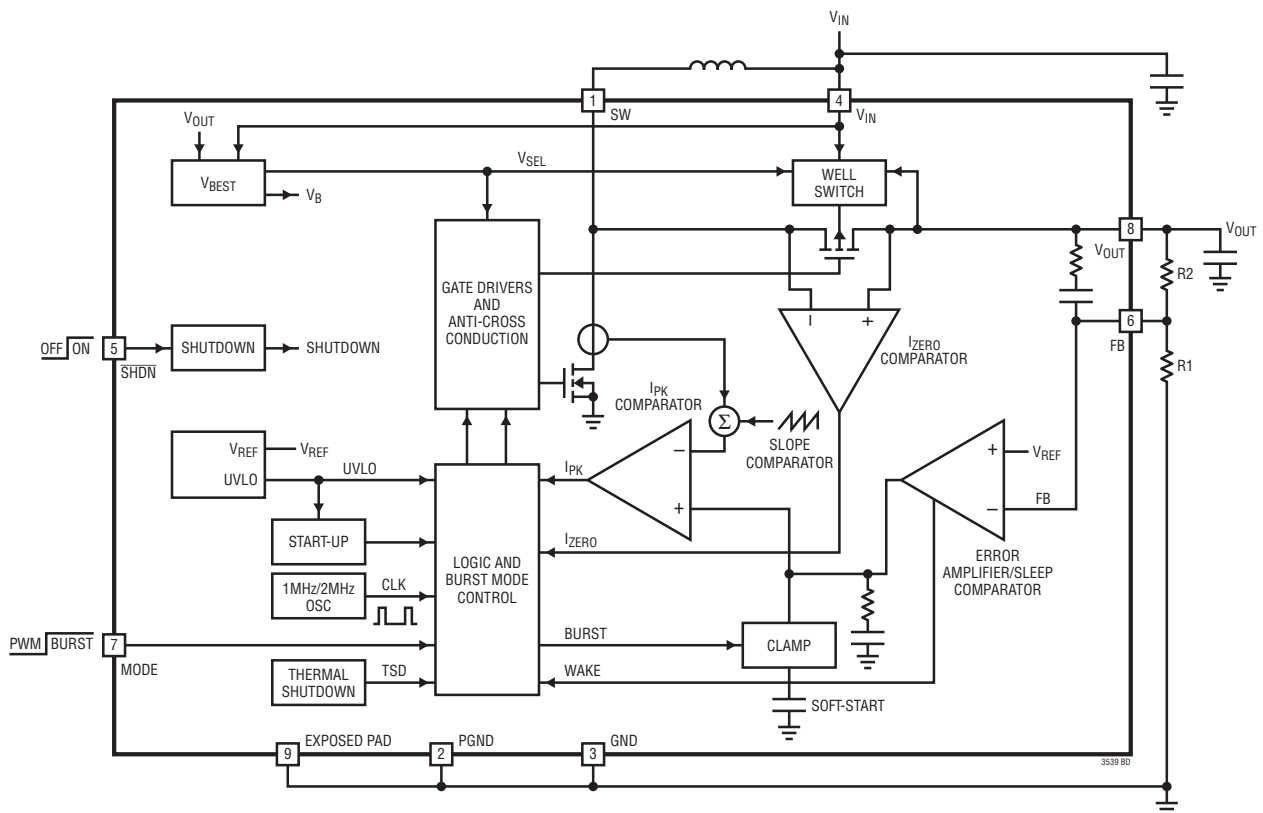 VIN
1
4
SW
VIN
VOUT
VBEST
VSEL
VB
WELL
SWITCH
8
VOUT
VOUT
R2
GATE DRIVERS
AND
ANTI-CROSS
CONDUCTION
– +
IZERO
COMPARATOR
6
FB
R1
OFF ON
5
SHDN
SHUTDOWN
SHUTDOWN
IPK
COMPARATOR
Σ
SLOPE
COMPARATOR
VREF
VREF
UVLO
UVLO
IPK
–
+
+
VREF
–
FB
ERROR
AMPLIFIER/SLEEP
COMPARATOR
START-UP
IZERO
LOGIC AND
BURST MODE
CONTROL
1MHz/2MHz
OSC
CLK
PWM BURST
7
MODE
BURST
CLAMP
THERMAL
SHUTDOWN
TSD
WAKE
SOFT-START
9
EXPOSED PAD
2
PGND
3
GND
3539 BD